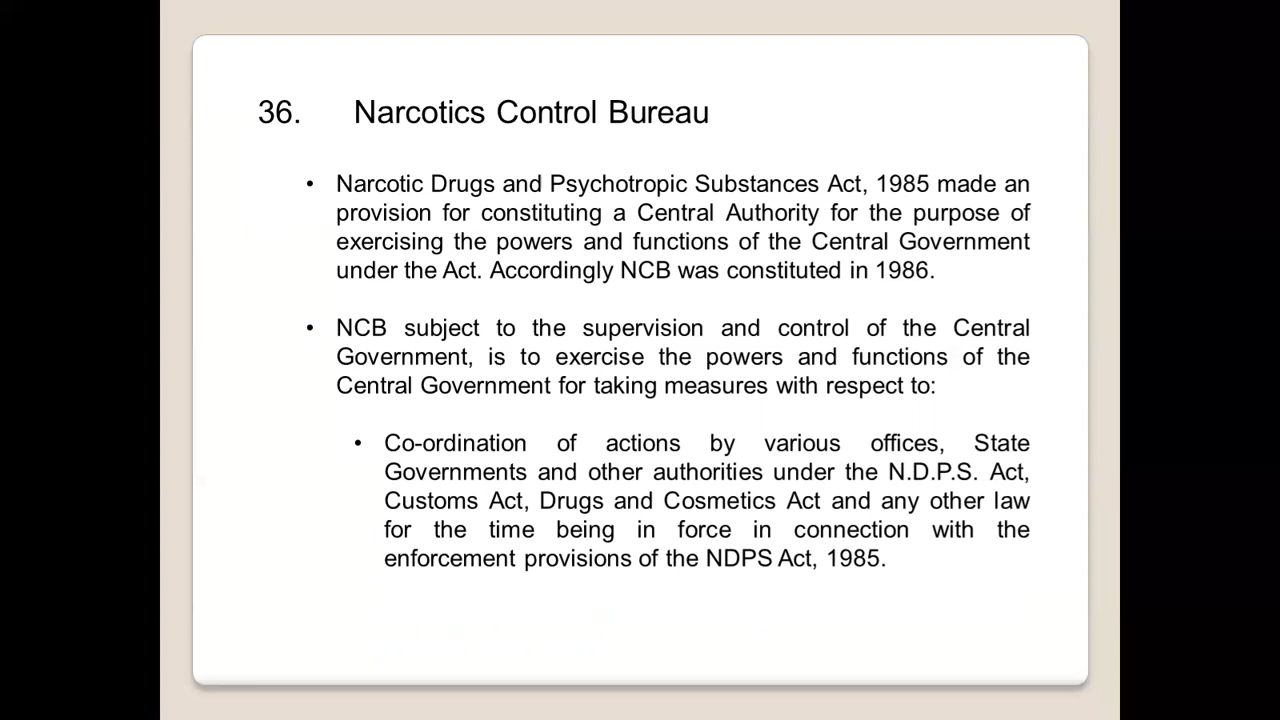 36. Narcotics Control Bureau
• Narcotic Drugs and Psychotropic Substances Act, 1985 made an
provision for constituting a Central Authority for the purpose of
exercising the powers and functions of the Central Government
under the Act. Accordingly NCB was constituted in 1986.
• NCB subject to the supervision and control of the Central
Government, is to exercise the powers and functions of the
Central Government for taking measures with respect to:
• Co-ordination of actions by various offices, State
Governments and other authorities under the N.D.P.S. Act,
Customs Act, Drugs and Cosmetics Act and any other law
for the time being in force in connection with the
enforcement provisions of the NDPS Act, 1985.